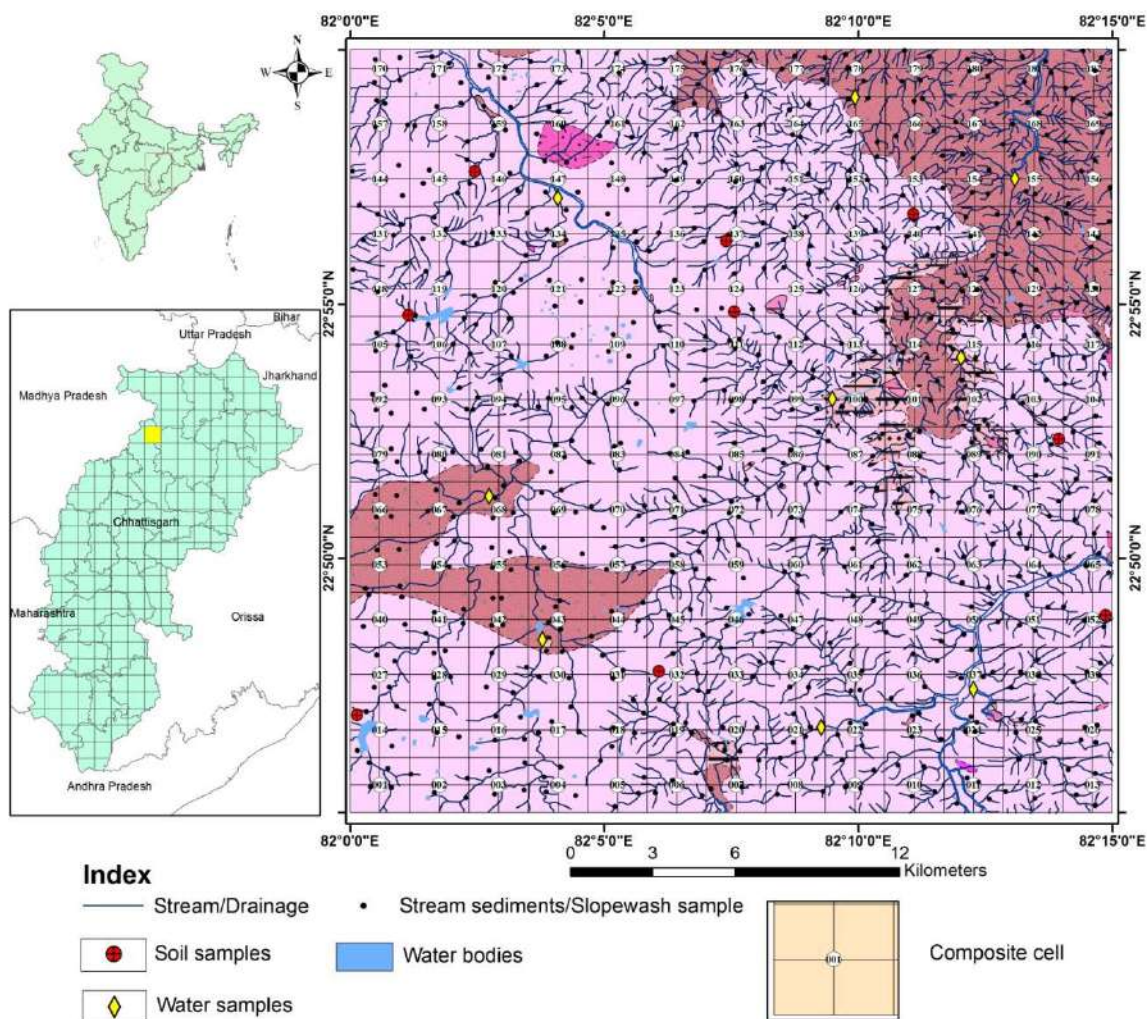 82°0'0"E 82°5'0"E 82°10'0"E 82°15'0"E
N
W E
S
170 171 173 175 176 177 178 179 180
157 158 159 160 161 162 163 164 165 166 167 168 169
144 145 146 147 148 149 150 151 152 153 154 155 156
131 132 133 134 135 136 137 138 139 140 141 142
118 119 120 121 122 123 124 125 126 127 128 129 130
22°55'0"N 22°55'0"N
105 106 107 108 109 110 112 113 114 115 116 117
092 093 094 095 096 097 098 099 100 101 102 103 104
079 080 081 082 083 084 085 086 087 088 089 090 091
066 067 068 069 070 071 072 073 074 075 076 077 078
22°50'0"N 22°50'0"N
053 054 055 056 057 058 059 060 061 062 063 064 065
040 041 042 043 044 045 046 047 048 049 050 051 052
027 028 029 030 031 032 033 034 035 036 037 038 039
014 015 016 017 018 019 020 021 022 023 024 025 026
001 002 003 004 005 006 007 008 009 010 011 012 013
82°0'0"E 82°5'0"E 82°10'0"E 82°15'0"E
Bihar
Uttar Pradesh
Jharkhand
Madhya Pradesh
Chhattisgarh
Maharashtra
Orissa
Andhra Pradesh
0 3 6 12
Kilometers
Index
Stream/Drainage
Stream sediments/Slopewash sample
Soil samples
Water bodies
Water samples
001
Composite cell